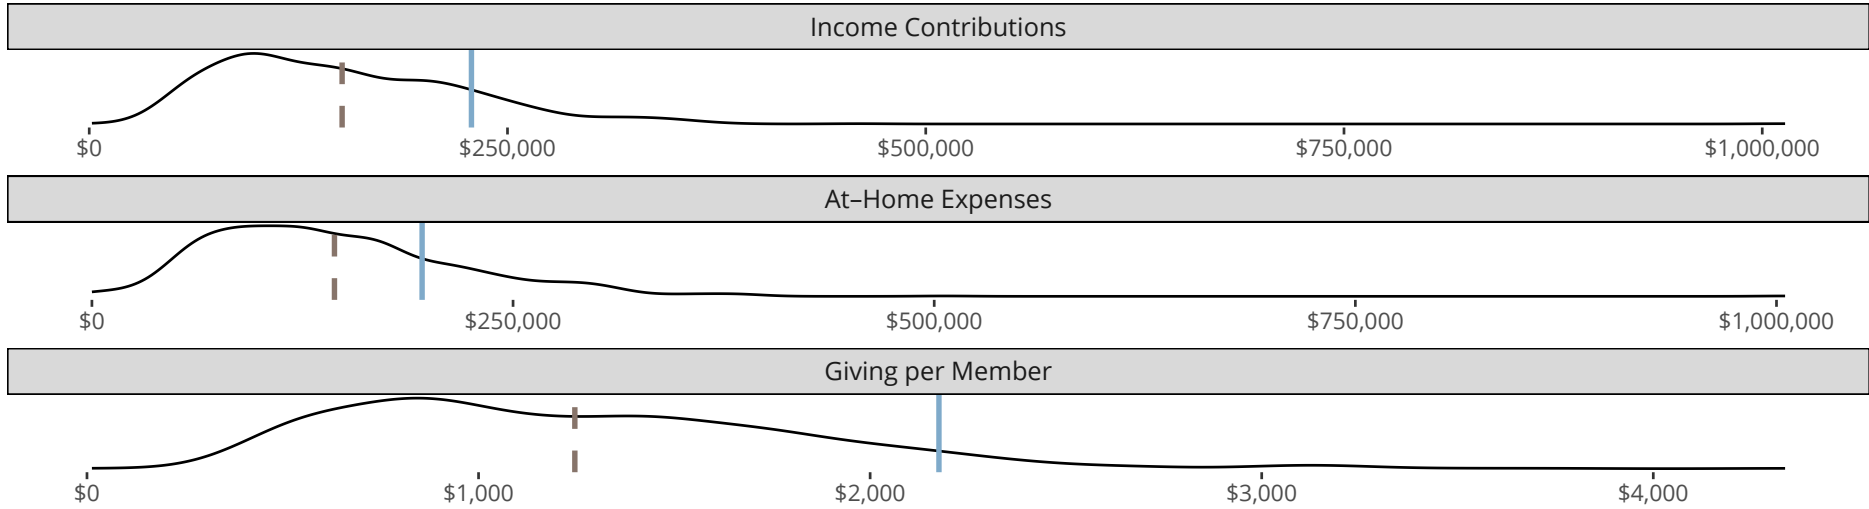 Income Contributions
$0 $250,000 $500,000 $750,000 $1,000,000
At–Home Expenses
$0 $250,000 $500,000 $750,000 $1,000,000
Giving per Member
$0 $1,000 $2,000 $3,000 $4,000